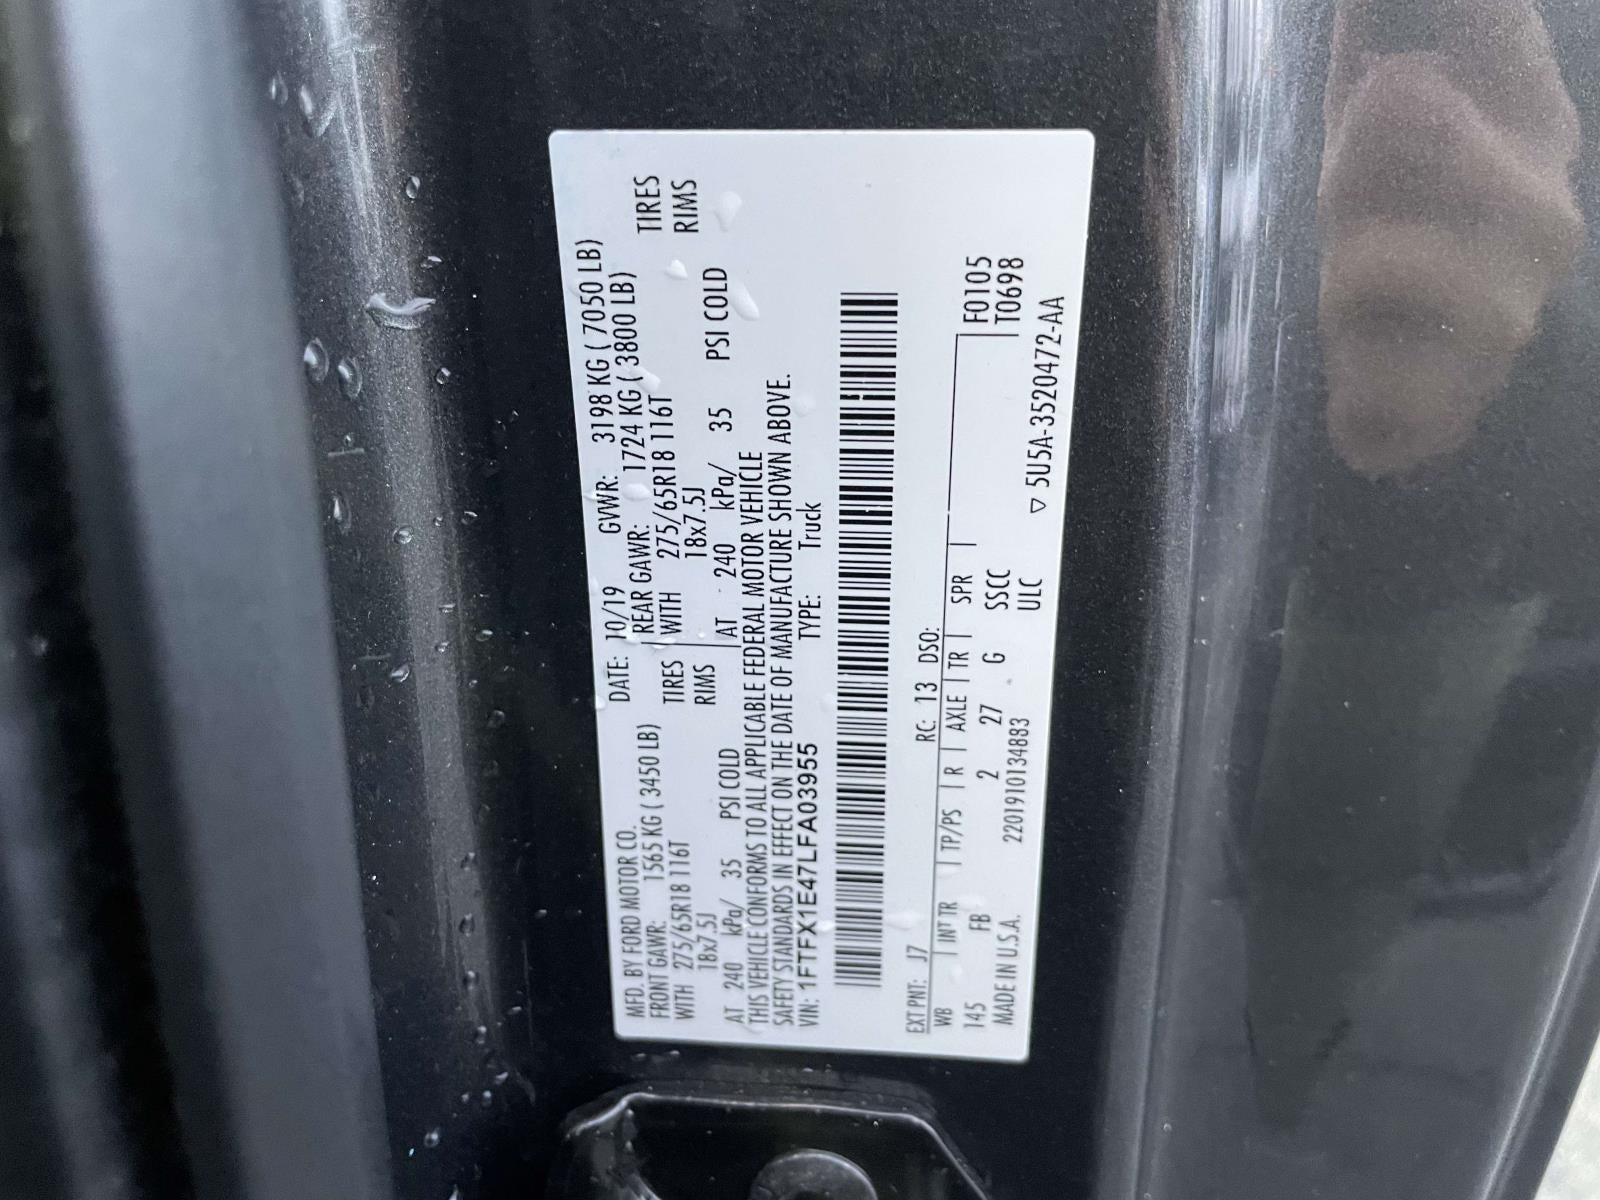 MFD. BY FORD MOTOR CO. DATE: 10/19 GVWR: 3198 KG ( 7050 LB)
FRONT GAWR: 1565 KG ( 3450 LB) REAR GAWR: 1724 KG ( 3800 LB)
WITH 275/65R18 116T TIRES WITH 275/65R18 116T TIRES
18x7.5J RIMS 18x7.5J RIMS
AT 240 kPa/ 35 PSI COLD AT 240 kPa/ 35 PSI COLD
THIS VEHICLE CONFORMS TO ALL APPLICABLE FEDERAL MOTOR VEHICLE
SAFETY STANDARDS IN EFFECT ON THE DATE OF MANUFACTURE SHOWN ABOVE.
VIN: 1FTFX1E47LFA03955 TYPE: Truck
EXT PNT: J7 RC: 13 DSO:
WB INT TR TP/PS R AXLE TR SPR F0105
145 FB 2 27 G SSCC T0698
MADE IN U.S.A. 2201910134883 ULC
▽ 5U5A-3520472-AA